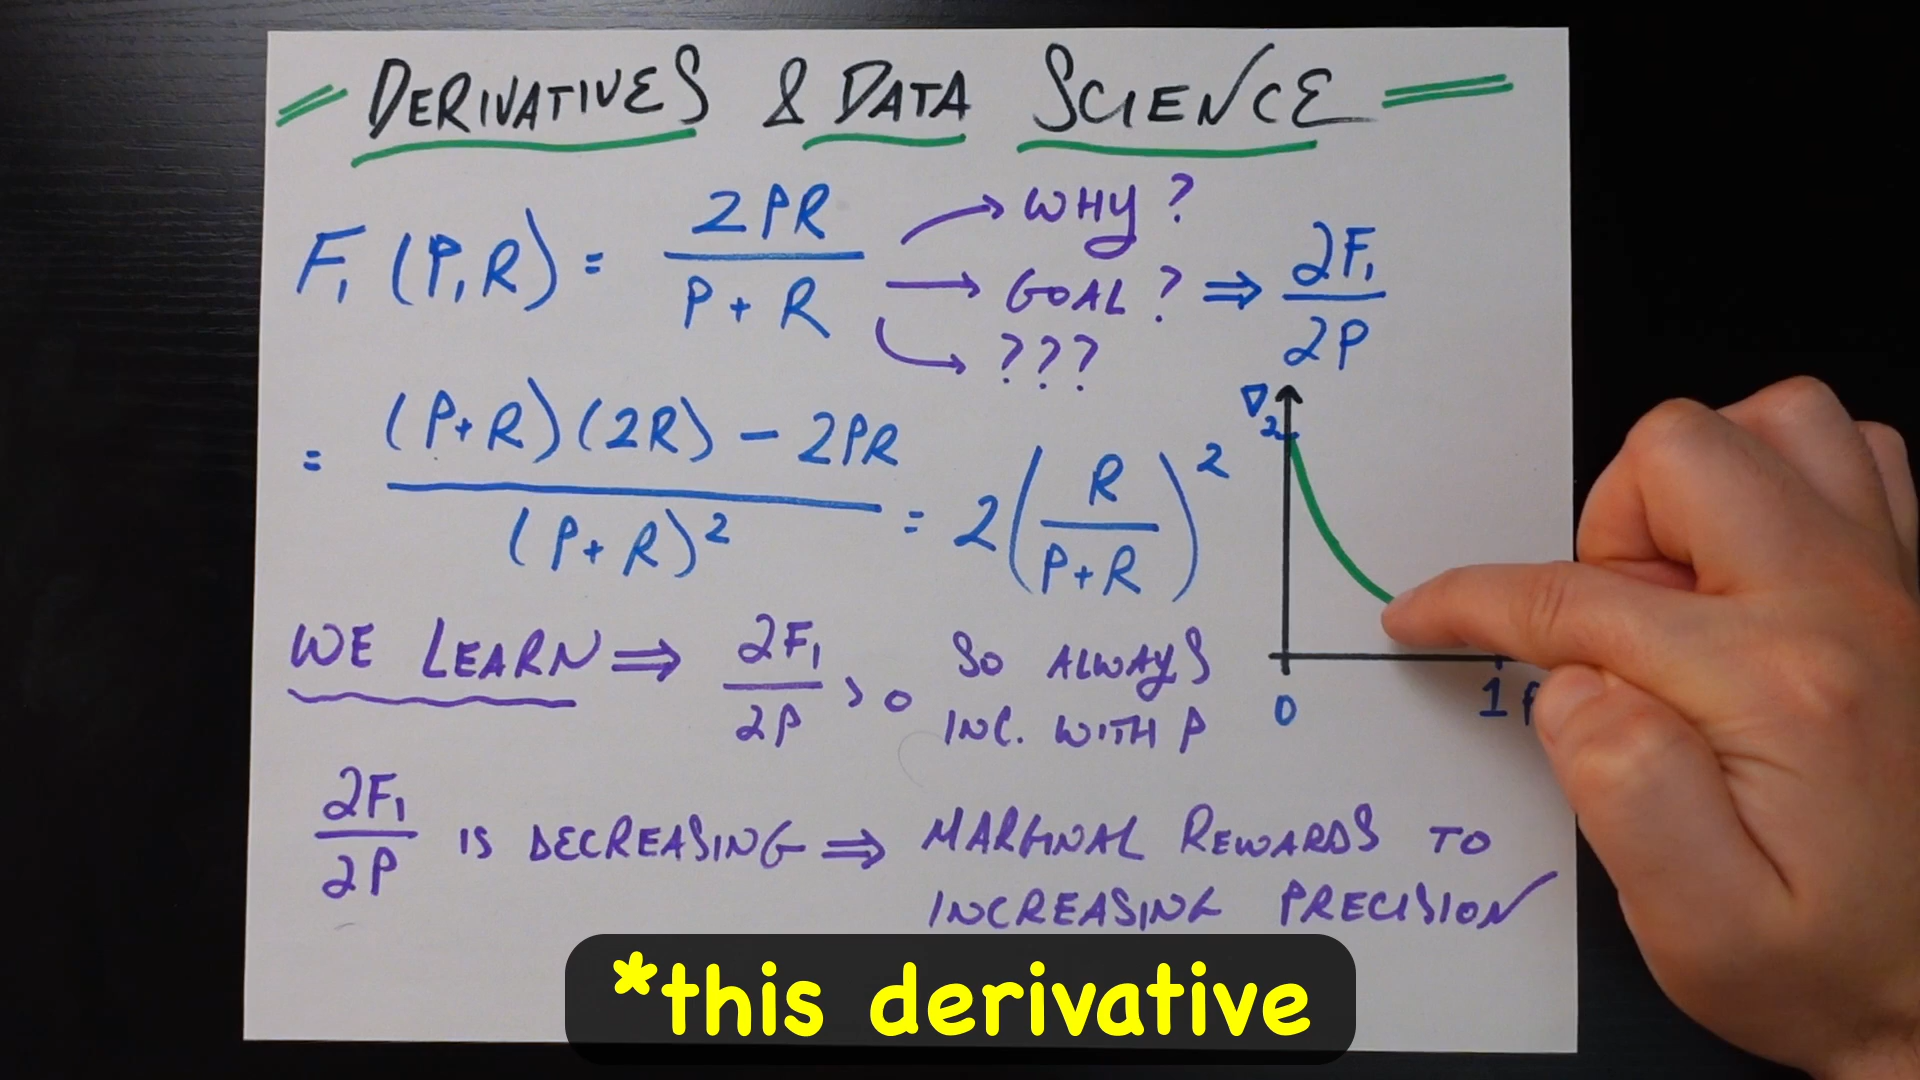 DERIVATIVES & DATA SCIENCE
F₁(P,R) = 2PR / P+R
WHY?
GOAL? ⇒ ∂F₁ / ∂P
???
= (P+R)(2R) - 2PR / (P+R)² = 2(R / P+R)²
∇
2
0 1
WE LEARN ⇒ ∂F₁ / ∂P > 0 SO ALWAYS
INC. WITH P
∂F₁ / ∂P IS DECREASING ⇒ MARGINAL REWARDS TO
INCREASING PRECISION
*this derivative